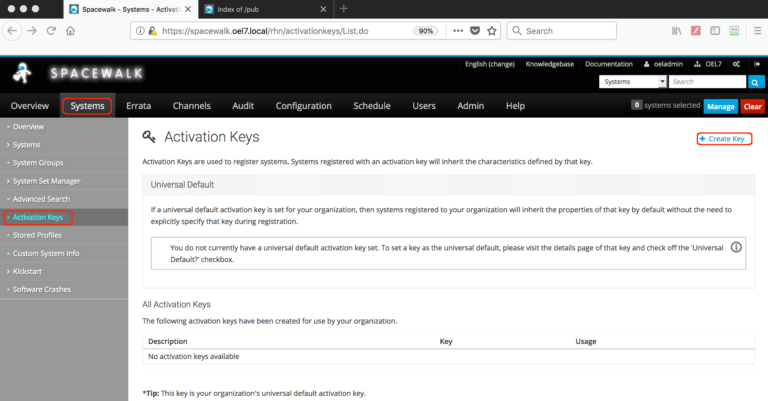 Spacewalk - Systems - Activation
Index of /pub
https://spacewalk.oel7.local/rhn/activationkeys/List.do
90%
Search
English (change) Knowledgebase Documentation oeladmin OEL7
SPACEWALK
Systems Search
Overview Systems Errata Channels Audit Configuration Schedule Users Admin Help 0 systems selected Manage Clear
Overview
Systems
System Groups
System Set Manager
Advanced Search
Activation Keys
Stored Profiles
Custom System Info
Kickstart
Software Crashes
Activation Keys
+ Create Key
Activation Keys are used to register systems. Systems registered with an activation key will inherit the characteristics defined by that key.
Universal Default
If a universal default activation key is set for your organization, then systems registered to your organization will inherit the properties of that key by default without the need to
explicitly specify that key during registration.
You do not currently have a universal default activation key set. To set a key as the universal default, please visit the details page of that key and check off the 'Universal
Default?' checkbox.
All Activation Keys
The following activation keys have been created for use by your organization.
Description Key Usage
No activation keys available
*Tip: This key is your organization's universal default activation key.